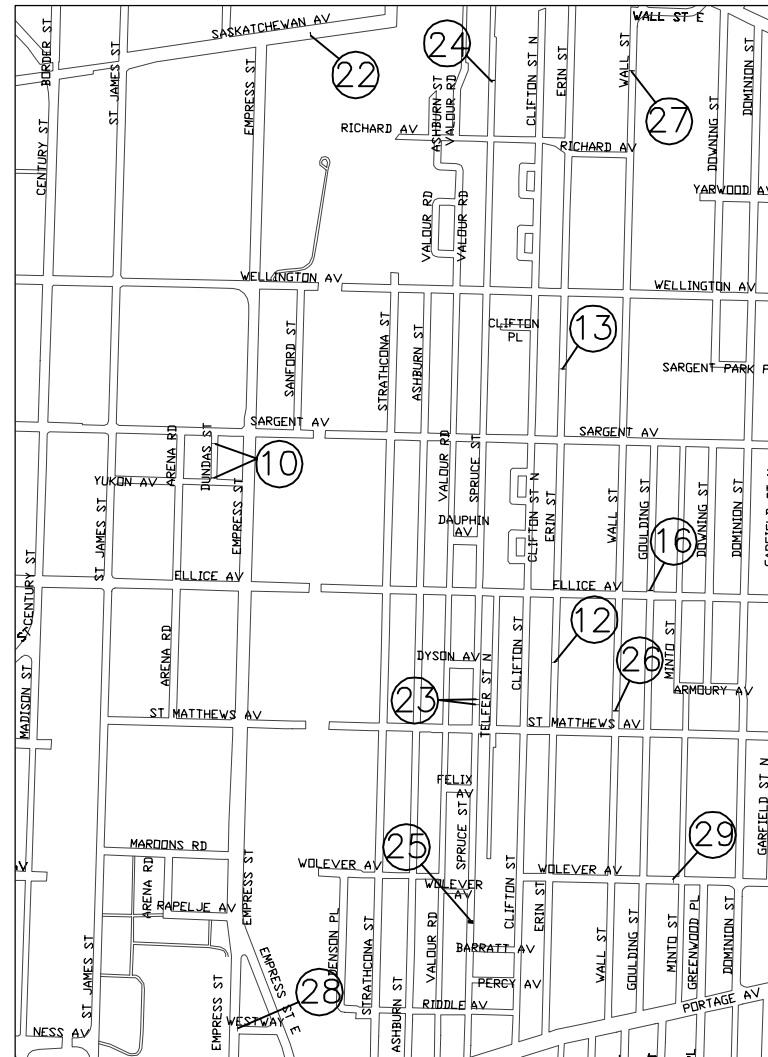 WALL ST E
SASKATCHEWAN AV
BORDER ST
ST JAMES ST
EMPRESS ST
22
24
CLIFTON ST N
ERIN ST
WALL ST
27
DOMINION ST
ASHBURN ST
VALOUR RD
RICHARD AV
RICHARD AV
DOWNING ST
CENTURY ST
YARWOOD AV
VALOUR RD
VALOUR RD
WELLINGTON AV
WELLINGTON AV
CLIFTON
PL
13
SANFORD ST
STRATHCONA ST
ASHBURN ST
SARGENT PARK P
SARGENT AV
SARGENT AV
ARENA RD
DUNDAS ST
10
VALOUR RD
SPRUCE ST
YUKON AV
EMPRESS ST
CLIFTON ST N
ERIN ST
WALL ST
GOULDING ST
DOWNING ST
DOMINION ST
GARFIELD ST N
ST JAMES ST
DAUPHIN
AV
16
ELLICE AV
ELLICE AV
CENTURY ST
12
MINTO ST
26
ARENA RD
DYSON AV
CLIFTON ST
MADISON ST
TELFER ST N
ARMOURY AV
23
ST MATTHEWS AV
ST MATTHEWS AV
FELIX
AV
GARFIELD ST N
SPRUCE ST
25
29
MAROONS RD
WOLEVER AV
WOLEVER
AV
WOLEVER AV
AV
ARENA RD
EMPRESS ST
CLIFTON ST
ERIN ST
RAPELJE AV
DENSON PL
STRATHCONA ST
VALOUR RD
WALL ST
GOULDING ST
MINTO ST
GREENWOOD PL
DOMINION ST
BARRATT AV
EMPRESS ST E
ST JAMES ST
28
PERCY AV
RIDDLE AV
PORTAGE AV
WESTWAY
EMPRESS ST
ASHBURN ST
NESS AV